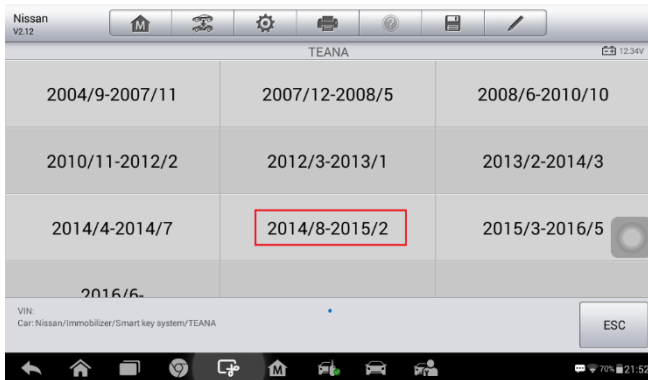 Nissan
V2.12
TEANA
12.34V
2004/9-2007/11
2007/12-2008/5
2008/6-2010/10
2010/11-2012/2
2012/3-2013/1
2013/2-2014/3
2014/4-2014/7
2014/8-2015/2
2015/3-2016/5
2016/6-
VIN:
Car: Nissan/Immobilizer/Smart key system/TEANA
ESC
70% 21:52